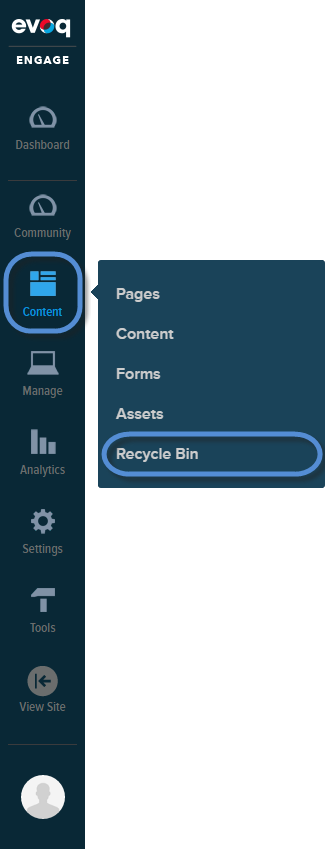 evoq
ENGAGE
Dashboard
Community
Content
Pages
Content
Forms
Assets
Recycle Bin
Manage
Analytics
Settings
Tools
View Site